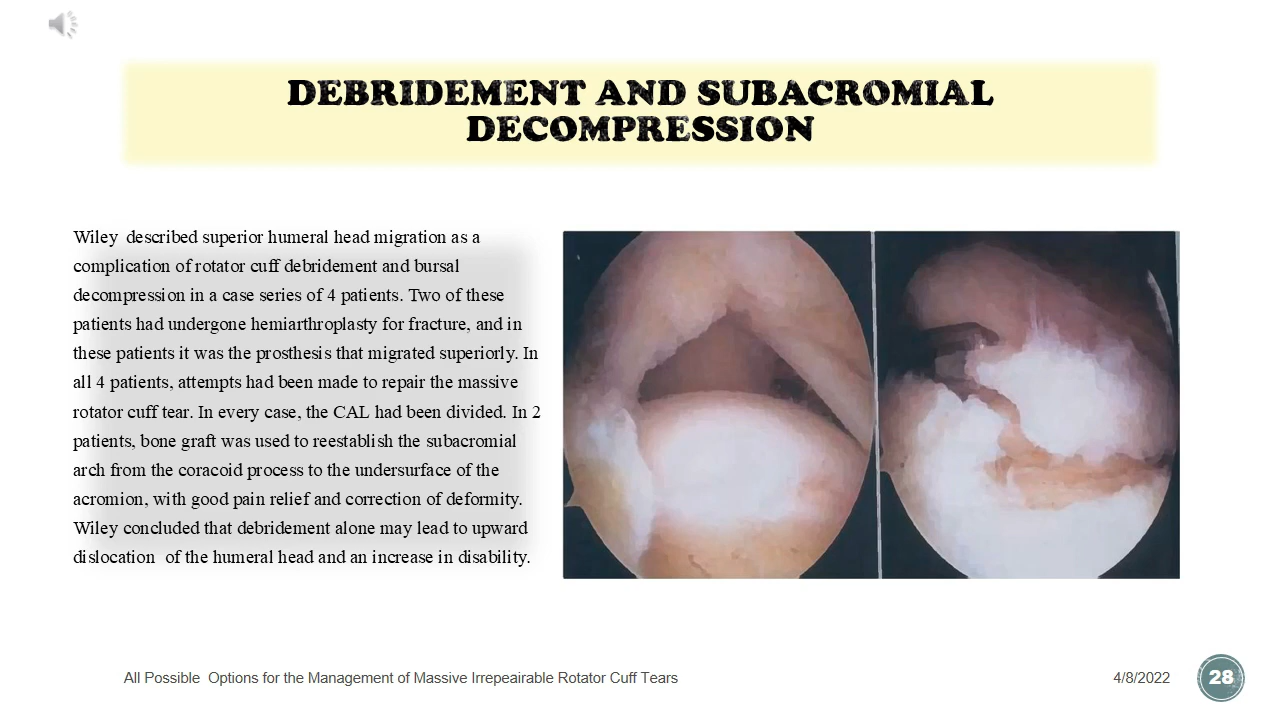 DEBRIDEMENT AND SUBACROMIAL
DECOMPRESSION
Wiley described superior humeral head migration as a
complication of rotator cuff debridement and bursal
decompression in a case series of 4 patients. Two of these
patients had undergone hemiarthroplasty for fracture, and in
these patients it was the prosthesis that migrated superiorly. In
all 4 patients, attempts had been made to repair the massive
rotator cuff tear. In every case, the CAL had been divided. In 2
patients, bone graft was used to reestablish the subacromial
arch from the coracoid process to the undersurface of the
acromion, with good pain relief and correction of deformity.
Wiley concluded that debridement alone may lead to upward
dislocation of the humeral head and an increase in disability.
All Possible Options for the Management of Massive Irrepeairable Rotator Cuff Tears
4/8/2022
28